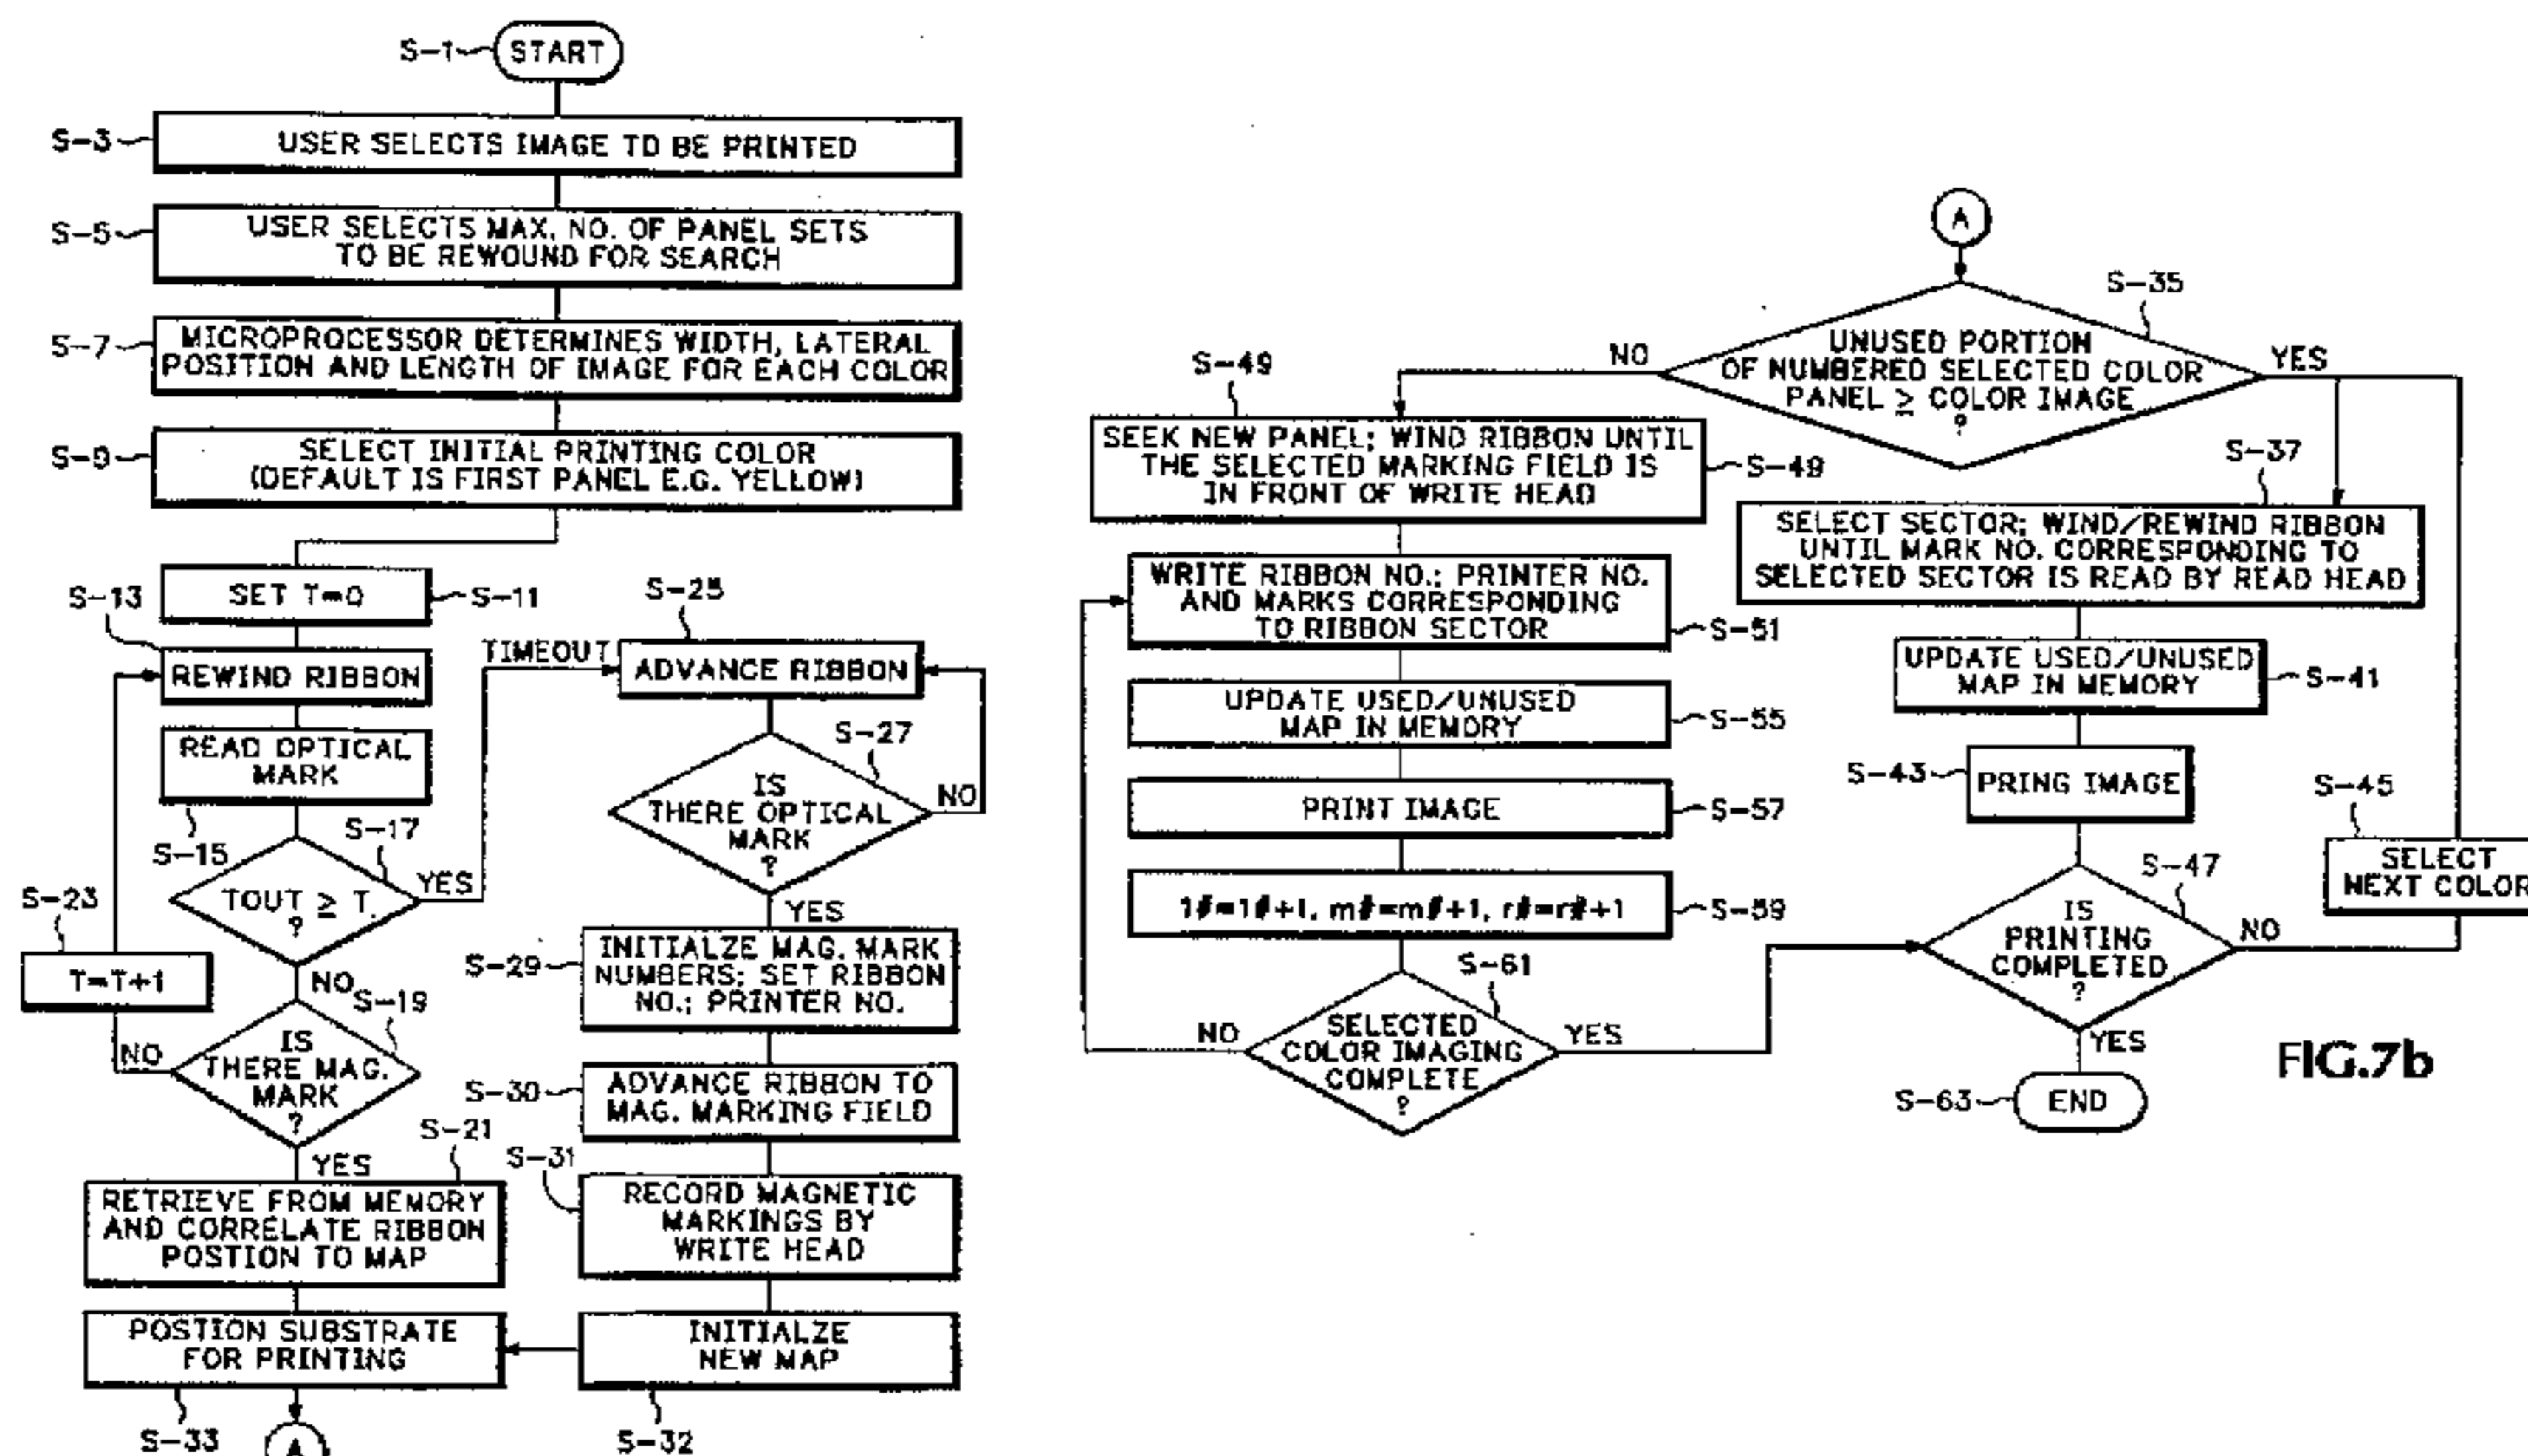 S-1
START
S-3
USER SELECTS IMAGE TO BE PRINTED
S-5
USER SELECTS MAX. NO. OF PANEL SETS
TO BE REWOUND FOR SEARCH
S-7
MICROPROCESSOR DETERMINES WIDTH, LATERAL
POSITION AND LENGTH OF IMAGE FOR EACH COLOR
S-9
SELECT INITIAL PRINTING COLOR
(DEFAULT IS FIRST PANEL E.G. YELLOW)
SET T=0
S-11
S-13
REWIND RIBBON
READ OPTICAL
MARK
S-15
S-17
TOUT ≥ T.
?
YES
TIMEOUT
NO
S-23
T=T+1
S-19
IS
THERE MAG.
MARK
?
NO
YES
S-21
RETRIEVE FROM MEMORY
AND CORRELATE RIBBON
POSTION TO MAP
POSTION SUBSTRATE
FOR PRINTING
S-33
A
S-25
ADVANCE RIBBON
S-27
IS
THERE OPTICAL
MARK
?
NO
YES
S-29
INITIALZE MAG. MARK
NUMBERS; SET RIBBON
NO.; PRINTER NO.
S-30
ADVANCE RIBBON TO
MAG. MARKING FIELD
S-31
RECORD MAGNETIC
MARKINGS BY
WRITE HEAD
INITIALZE
NEW MAP
S-32
A
S-35
UNUSED PORTION
OF NUMBERED SELECTED COLOR
PANEL ≥ COLOR IMAGE
?
NO
YES
S-49
SEEK NEW PANEL; WIND RIBBON UNTIL
THE SELECTED MARKING FIELD IS
IN FRONT OF WRITE HEAD
S-49
WRITE RIBBON NO.; PRINTER NO.
AND MARKS CORRESPONDING
TO RIBBON SECTOR
S-51
UPDATE USED/UNUSED
MAP IN MEMORY
S-55
PRINT IMAGE
S-57
1#=1#+1, m#=m#+1, r#=r#+1
S-59
S-61
SELECTED
COLOR IMAGING
COMPLETE
?
NO
YES
S-37
SELECT SECTOR; WIND/REWIND RIBBON
UNTIL MARK NO. CORRESPONDING TO
SELECTED SECTOR IS READ BY READ HEAD
UPDATE USED/UNUSED
MAP IN MEMORY
S-41
S-43
PRING IMAGE
S-45
SELECT
NEXT COLOR
S-47
IS
PRINTING
COMPLETED
?
NO
YES
S-63
END
FIG.7b